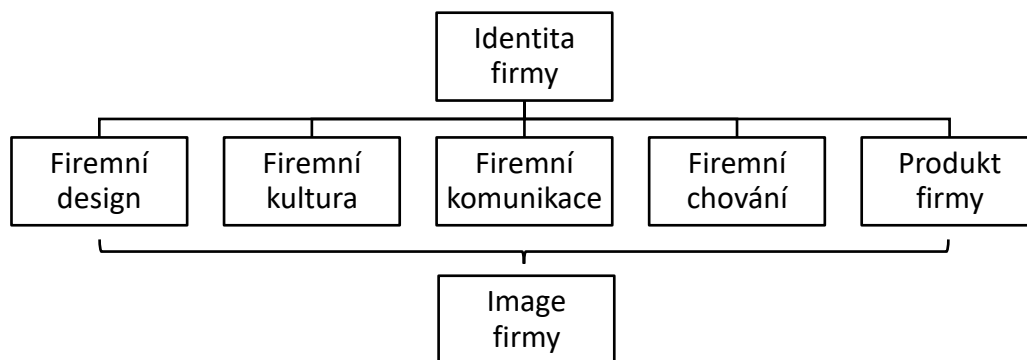 Identita
firmy
Firemní
design
Firemní
kultura
Firemní
komunikace
Firemní
chování
Produkt
firmy
Image
firmy